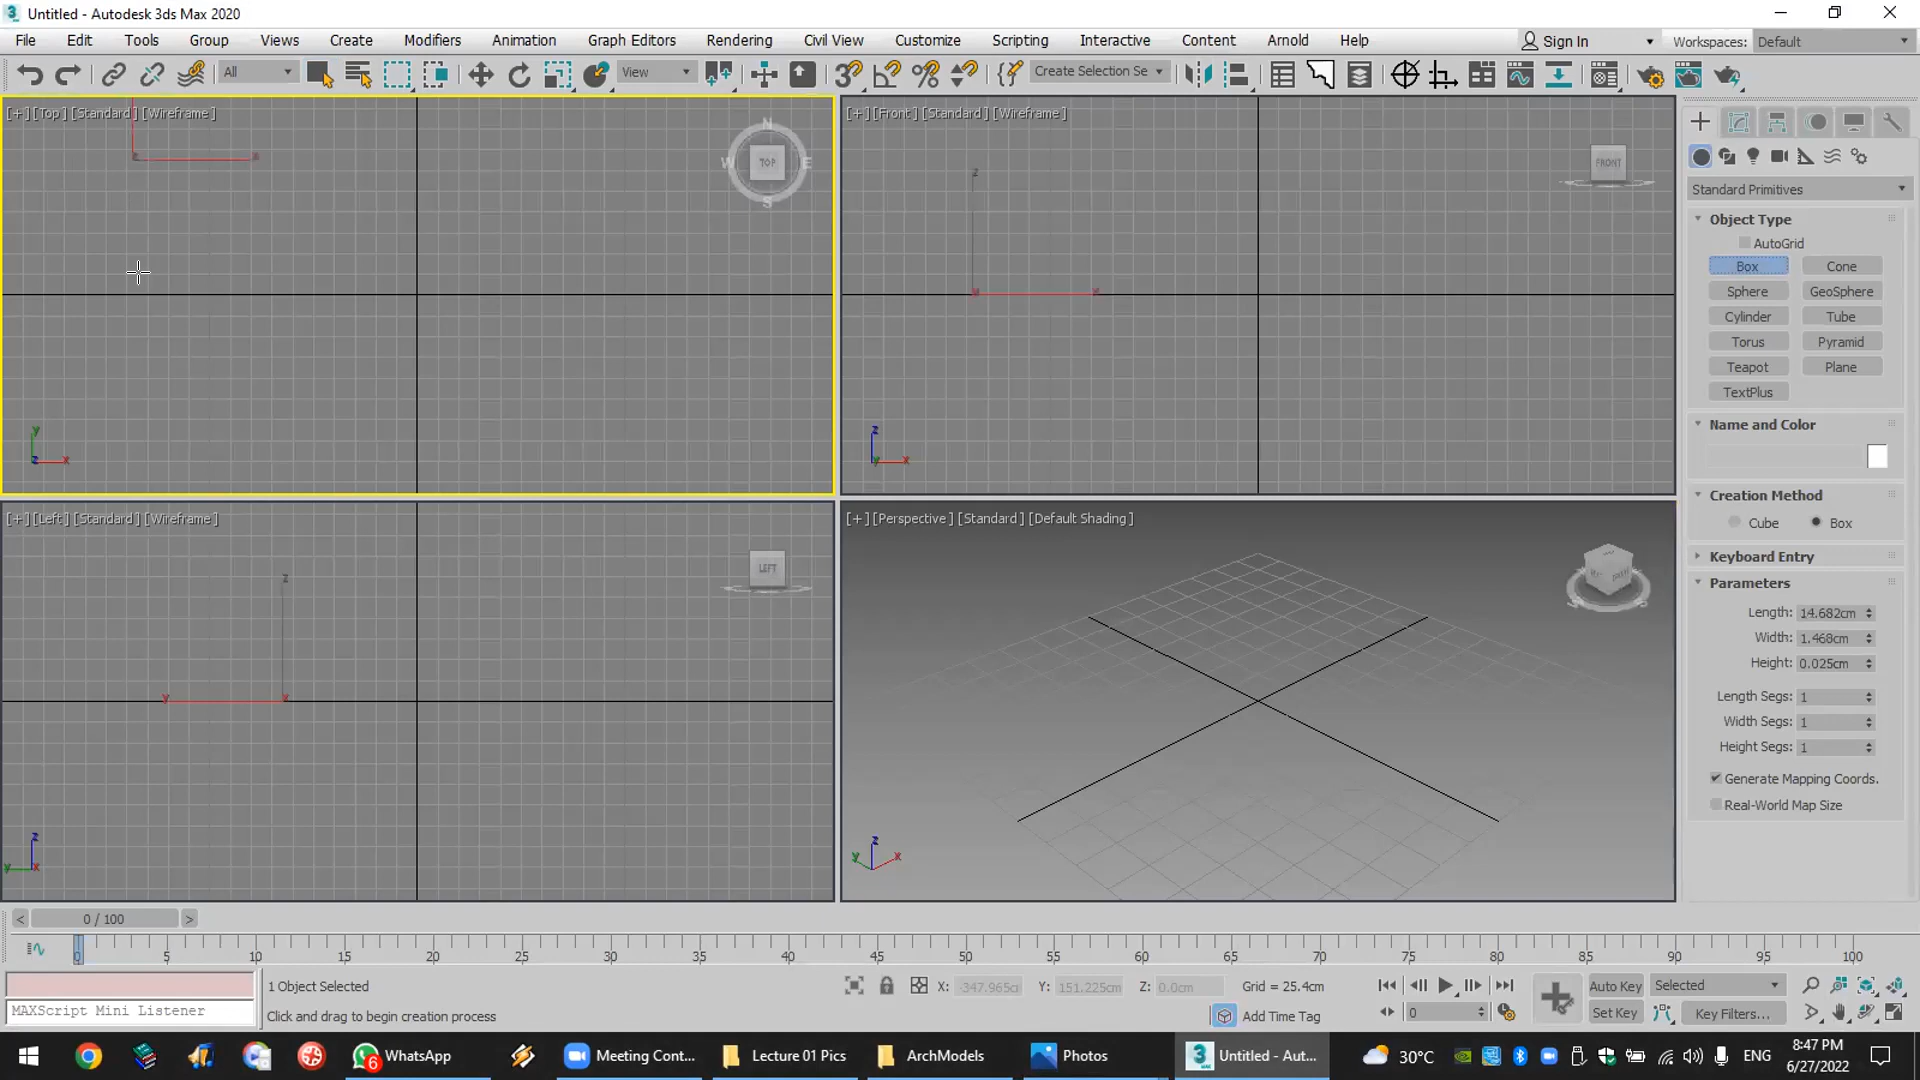 Untitled - Autodesk 3ds Max 2020
File Edit Tools Group Views Create Modifiers Animation Graph Editors Rendering Civil View Customize Scripting Interactive Content Arnold Help Sign In Workspaces: Default
All View Create Selection Se
[+] [Top] [Standard] [Wireframe]
[+] [Front] [Standard] [Wireframe]
N
W TOP E
S
FRONT
Standard Primitives
Object Type
AutoGrid
Box Cone
Sphere GeoSphere
Cylinder Tube
Torus Pyramid
Teapot Plane
TextPlus
Name and Color
Creation Method
Cube Box
Keyboard Entry
Parameters
Length: 14.682cm
Width: 1.468cm
Height: 0.025cm
Length Segs: 1
Width Segs: 1
Height Segs: 1
Generate Mapping Coords.
Real-World Map Size
z
y
z x
z
y x
[+] [Left] [Standard] [Wireframe]
[+] [Perspective] [Standard] [Default Shading]
LEFT
z
y x
z
y x
z
y x
0 / 100
0 5 10 15 20 25 30 35 40 45 50 55 60 65 70 75 80 85 90 95 100
1 Object Selected
X: -347.965cm Y: 151.225cm Z: 0.0cm Grid = 25.4cm
Auto Key Selected
MAXScript Mini Listener
Click and drag to begin creation process
Add Time Tag
0
Set Key Key Filters...
6 WhatsApp Meeting Cont... Lecture 01 Pics ArchModels Photos Untitled - Aut... 30°C ENG
8:47 PM
6/27/2022